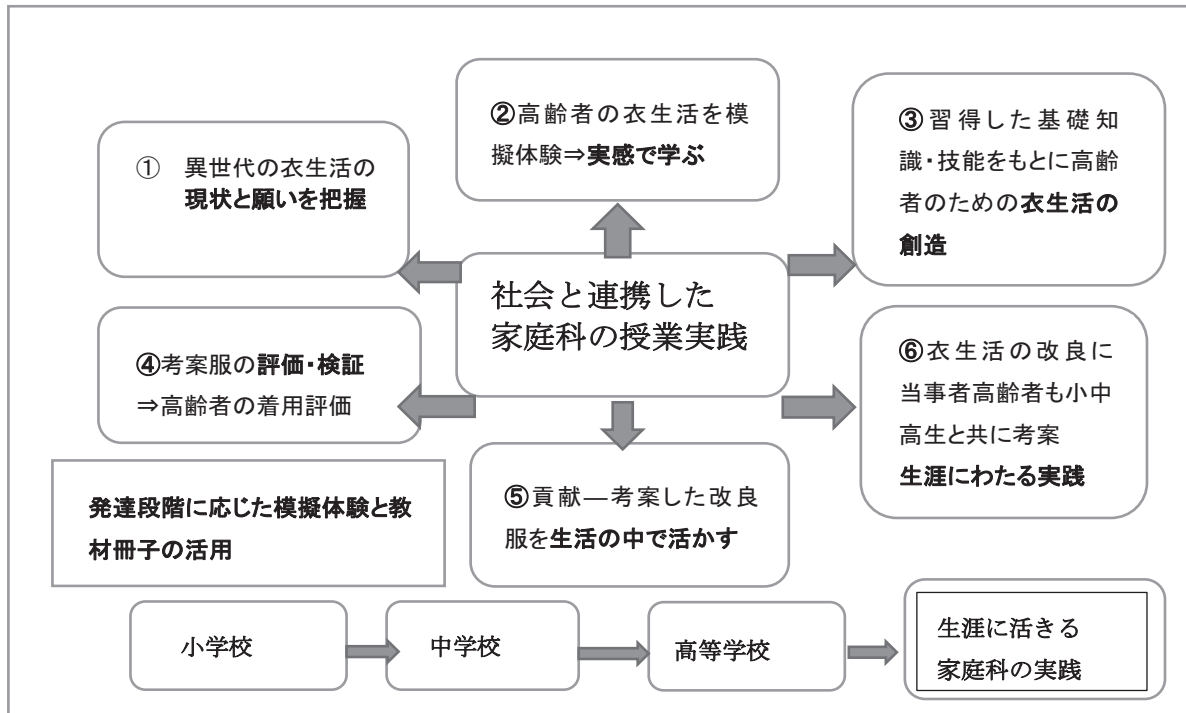 ① 異世代の衣生活の
現状と願いを把握
②高齢者の衣生活を模
擬体験⇒実感で学ぶ
③習得した基礎知
識・技能をもとに高齢
者のための衣生活の
創造
社会と連携した
家庭科の授業実践
④考案服の評価・検証
⇒高齢者の着用評価
⑤貢献―考案した改良
服を生活の中で活かす
⑥衣生活の改良に
当事者高齢者も小中
高生と共に考案
生涯にわたる実践
発達段階に応じた模擬体験と教
材冊子の活用
小学校
中学校
高等学校
生涯に活きる
家庭科の実践